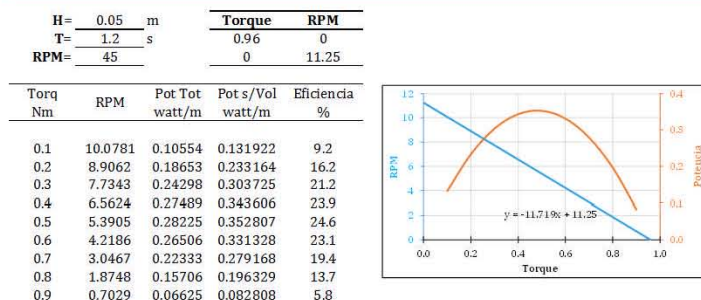 H= 0.05 m
T= 1.2 s
RPM= 45
Torque RPM
0.96 0
0 11.25
Torq Nm RPM Pot Tot watt/m Pot s/Vol watt/m Eficiencia %
0.1 10.0781 0.10554 0.131922 9.2
0.2 8.9062 0.18653 0.233164 16.2
0.3 7.7343 0.24298 0.303725 21.2
0.4 6.5624 0.27489 0.343606 23.9
0.5 5.3905 0.28225 0.352807 24.6
0.6 4.2186 0.26506 0.331328 23.1
0.7 3.0467 0.22333 0.279168 19.4
0.8 1.8748 0.15706 0.196329 13.7
0.9 0.7029 0.06625 0.082808 5.8
12 0.4
10
0.3
8
RPM
6 0.2
Potencia
4
0.1
2
y = -11.719x + 11.25
0 0.0
0.0 0.2 0.4 0.6 0.8 1.0
Torque